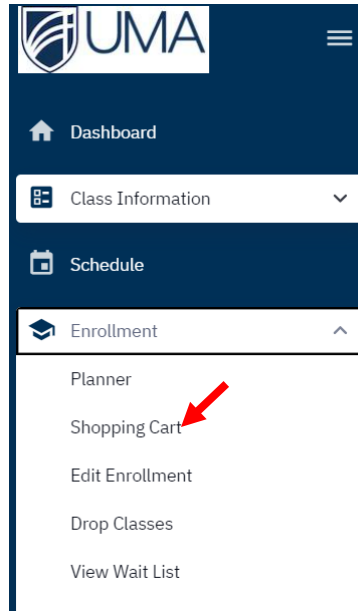 UMA
Dashboard
Class Information
Schedule
Enrollment
Planner
Shopping Cart
Edit Enrollment
Drop Classes
View Wait List